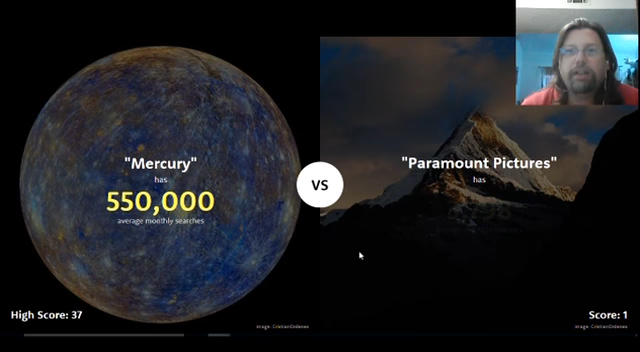 "Mercury"
has
550,000
average monthly searches
VS
"Paramount Pictures"
has
High Score: 37
image: CristianOrdenes
Score: 1
image: CristianOrdenes